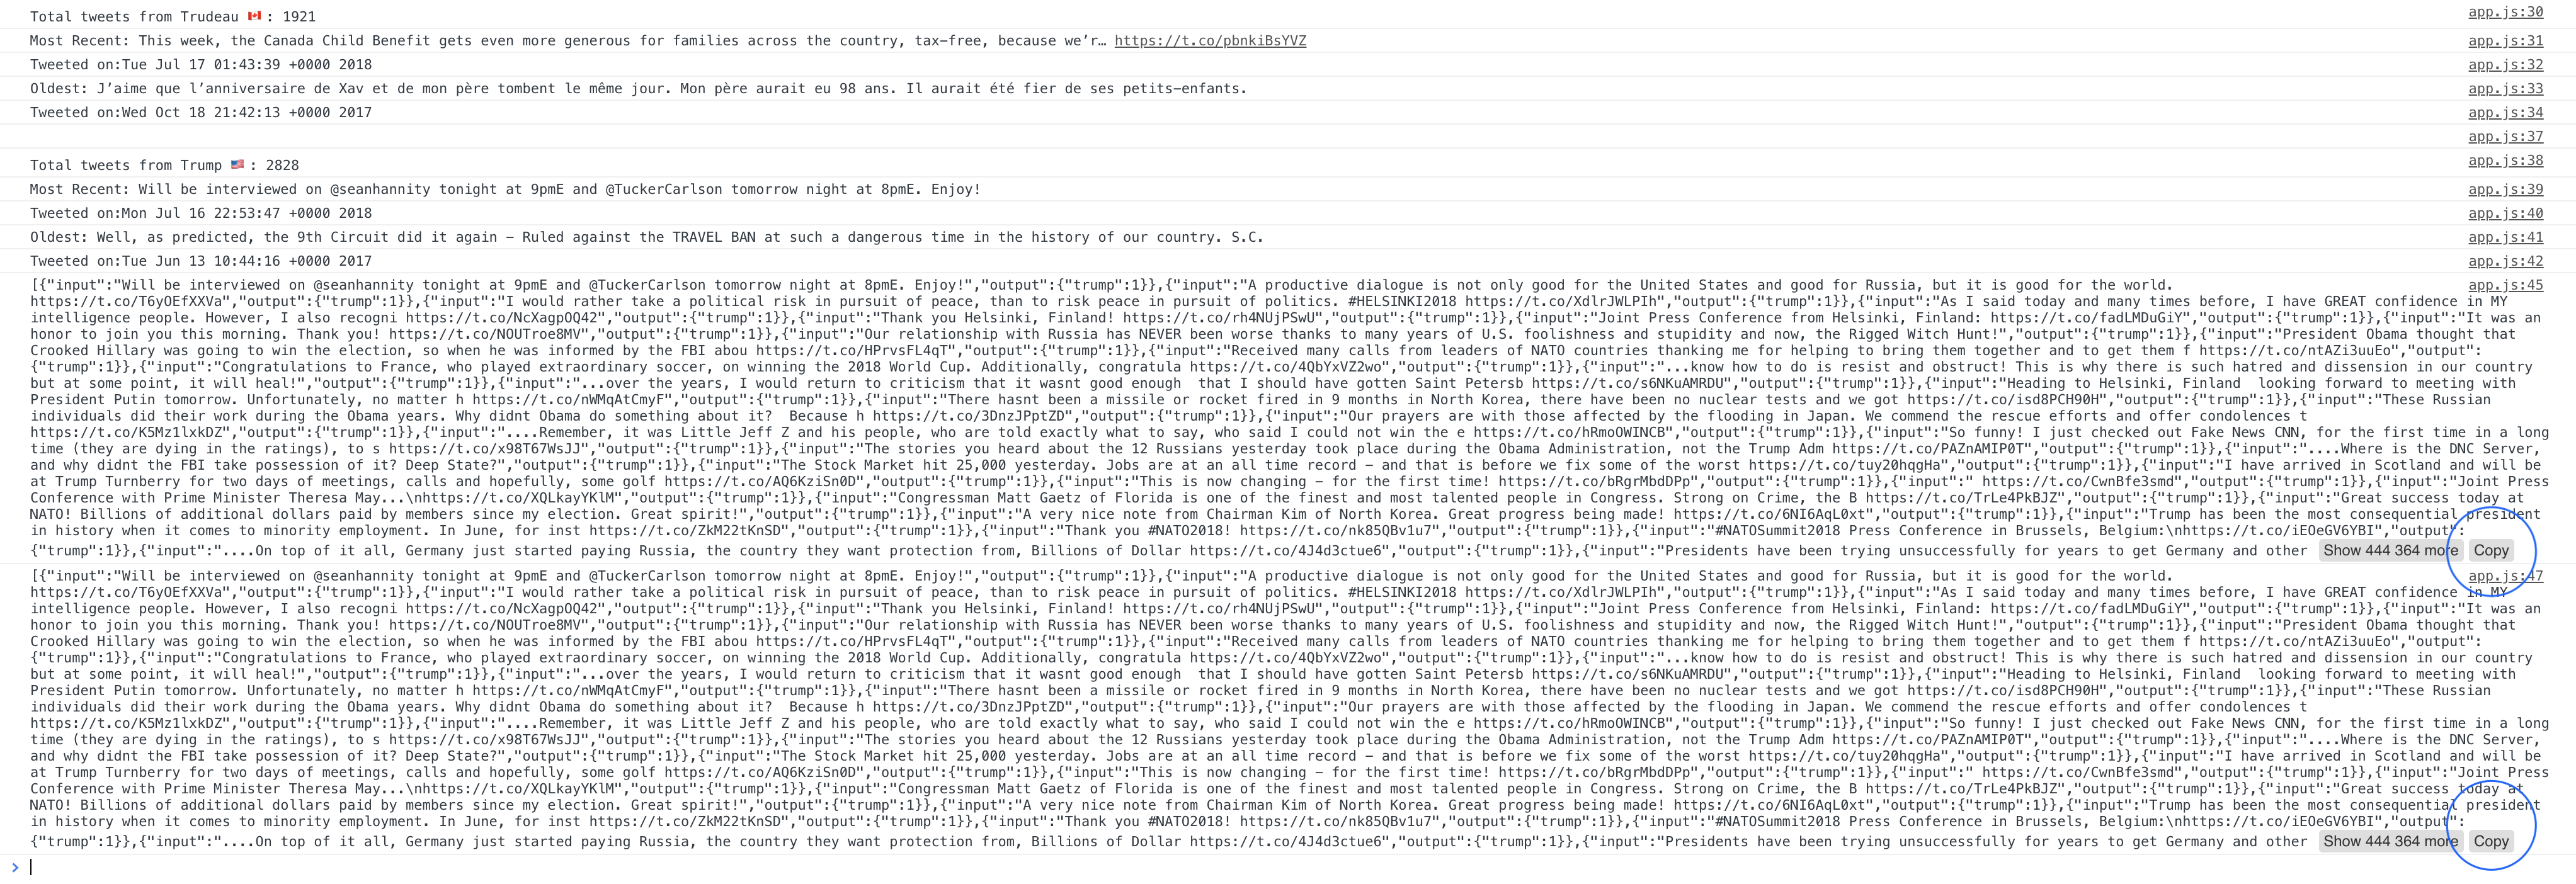 Total tweets from Trudeau 🇨🇦 : 1921 app.js:30
Most Recent: This week, the Canada Child Benefit gets even more generous for families across the country, tax-free, because we’r… https://t.co/pbnkiBsYVZ app.js:31
Tweeted on:Tue Jul 17 01:43:39 +0000 2018 app.js:32
Oldest: J’aime que l’anniversaire de Xav et de mon père tombent le même jour. Mon père aurait eu 98 ans. Il aurait été fier de ses petits-enfants. app.js:33
Tweeted on:Wed Oct 18 21:42:13 +0000 2017 app.js:34
app.js:37
Total tweets from Trump 🇺🇸 : 2828 app.js:38
Most Recent: Will be interviewed on @seanhannity tonight at 9pmE and @TuckerCarlson tomorrow night at 8pmE. Enjoy! app.js:39
Tweeted on:Mon Jul 16 22:53:47 +0000 2018 app.js:40
Oldest: Well, as predicted, the 9th Circuit did it again - Ruled against the TRAVEL BAN at such a dangerous time in the history of our country. S.C. app.js:41
Tweeted on:Tue Jun 13 10:44:16 +0000 2017 app.js:42
[{"input":"Will be interviewed on @seanhannity tonight at 9pmE and @TuckerCarlson tomorrow night at 8pmE. Enjoy!","output":{"trump":1}},{"input":"A productive dialogue is not only good for the United States and good for Russia, but it is good for the world. app.js:45
https://t.co/T6yOEfXXVa","output":{"trump":1}},{"input":"I would rather take a political risk in pursuit of peace, than to risk peace in pursuit of politics. #HELSINKI2018 https://t.co/XdlrJWLPIh","output":{"trump":1}},{"input":"As I said today and many times before, I have GREAT confidence in MY
intelligence people. However, I also recogni https://t.co/NcXagpOQ42","output":{"trump":1}},{"input":"Thank you Helsinki, Finland! https://t.co/rh4NUjPSwU","output":{"trump":1}},{"input":"Joint Press Conference from Helsinki, Finland: https://t.co/fadLMDuGiY","output":{"trump":1}},{"input":"It was an
honor to join you this morning. Thank you! https://t.co/NOUTroe8MV","output":{"trump":1}},{"input":"Our relationship with Russia has NEVER been worse thanks to many years of U.S. foolishness and stupidity and now, the Rigged Witch Hunt!","output":{"trump":1}},{"input":"President Obama thought that
Crooked Hillary was going to win the election, so when he was informed by the FBI abou https://t.co/HPrvsFL4qT","output":{"trump":1}},{"input":"Received many calls from leaders of NATO countries thanking me for helping to bring them together and to get them f https://t.co/ntAZi3uuEo","output":
{"trump":1}},{"input":"Congratulations to France, who played extraordinary soccer, on winning the 2018 World Cup. Additionally, congratula https://t.co/4QbYxVZ2wo","output":{"trump":1}},{"input":"...know how to do is resist and obstruct! This is why there is such hatred and dissension in our country
but at some point, it will heal!","output":{"trump":1}},{"input":"...over the years, I would return to criticism that it wasnt good enough  that I should have gotten Saint Petersb https://t.co/s6NKuAMRDU","output":{"trump":1}},{"input":"Heading to Helsinki, Finland  looking forward to meeting with
President Putin tomorrow. Unfortunately, no matter h https://t.co/nWMqAtCmyF","output":{"trump":1}},{"input":"There hasnt been a missile or rocket fired in 9 months in North Korea, there have been no nuclear tests and we got https://t.co/isd8PCH90H","output":{"trump":1}},{"input":"These Russian
individuals did their work during the Obama years. Why didnt Obama do something about it?  Because h https://t.co/3DnzJPptZD","output":{"trump":1}},{"input":"Our prayers are with those affected by the flooding in Japan. We commend the rescue efforts and offer condolences t
https://t.co/K5Mz1lxkDZ","output":{"trump":1}},{"input":"....Remember, it was Little Jeff Z and his people, who are told exactly what to say, who said I could not win the e https://t.co/hRmoOWINCB","output":{"trump":1}},{"input":"So funny! I just checked out Fake News CNN, for the first time in a long
time (they are dying in the ratings), to s https://t.co/x98T67WsJJ","output":{"trump":1}},{"input":"The stories you heard about the 12 Russians yesterday took place during the Obama Administration, not the Trump Adm https://t.co/PAZnAMIP0T","output":{"trump":1}},{"input":"....Where is the DNC Server,
and why didnt the FBI take possession of it? Deep State?","output":{"trump":1}},{"input":"The Stock Market hit 25,000 yesterday. Jobs are at an all time record - and that is before we fix some of the worst https://t.co/tuy20hqgHa","output":{"trump":1}},{"input":"I have arrived in Scotland and will be
at Trump Turnberry for two days of meetings, calls and hopefully, some golf https://t.co/AQ6KziSn0D","output":{"trump":1}},{"input":"This is now changing - for the first time! https://t.co/bRgrMbdDPp","output":{"trump":1}},{"input":" https://t.co/CwnBfe3smd","output":{"trump":1}},{"input":"Joint Press
Conference with Prime Minister Theresa May...\nhttps://t.co/XQLkayYKlM","output":{"trump":1}},{"input":"Congressman Matt Gaetz of Florida is one of the finest and most talented people in Congress. Strong on Crime, the B https://t.co/TrLe4PkBJZ","output":{"trump":1}},{"input":"Great success today at
NATO! Billions of additional dollars paid by members since my election. Great spirit!","output":{"trump":1}},{"input":"A very nice note from Chairman Kim of North Korea. Great progress being made! https://t.co/6NI6AqL0xt","output":{"trump":1}},{"input":"Trump has been the most consequential president
in history when it comes to minority employment. In June, for inst https://t.co/ZkM22tKnSD","output":{"trump":1}},{"input":"Thank you #NATO2018! https://t.co/nk85QBv1u7","output":{"trump":1}},{"input":"#NATOSummit2018 Press Conference in Brussels, Belgium:\nhttps://t.co/iEOeGV6YBI","output":
{"trump":1}},{"input":"....On top of it all, Germany just started paying Russia, the country they want protection from, Billions of Dollar https://t.co/4J4d3ctue6","output":{"trump":1}},{"input":"Presidents have been trying unsuccessfully for years to get Germany and other Show 444 364 more Copy
[{"input":"Will be interviewed on @seanhannity tonight at 9pmE and @TuckerCarlson tomorrow night at 8pmE. Enjoy!","output":{"trump":1}},{"input":"A productive dialogue is not only good for the United States and good for Russia, but it is good for the world. app.js:47
https://t.co/T6yOEfXXVa","output":{"trump":1}},{"input":"I would rather take a political risk in pursuit of peace, than to risk peace in pursuit of politics. #HELSINKI2018 https://t.co/XdlrJWLPIh","output":{"trump":1}},{"input":"As I said today and many times before, I have GREAT confidence in MY
intelligence people. However, I also recogni https://t.co/NcXagpOQ42","output":{"trump":1}},{"input":"Thank you Helsinki, Finland! https://t.co/rh4NUjPSwU","output":{"trump":1}},{"input":"Joint Press Conference from Helsinki, Finland: https://t.co/fadLMDuGiY","output":{"trump":1}},{"input":"It was an
honor to join you this morning. Thank you! https://t.co/NOUTroe8MV","output":{"trump":1}},{"input":"Our relationship with Russia has NEVER been worse thanks to many years of U.S. foolishness and stupidity and now, the Rigged Witch Hunt!","output":{"trump":1}},{"input":"President Obama thought that
Crooked Hillary was going to win the election, so when he was informed by the FBI abou https://t.co/HPrvsFL4qT","output":{"trump":1}},{"input":"Received many calls from leaders of NATO countries thanking me for helping to bring them together and to get them f https://t.co/ntAZi3uuEo","output":
{"trump":1}},{"input":"Congratulations to France, who played extraordinary soccer, on winning the 2018 World Cup. Additionally, congratula https://t.co/4QbYxVZ2wo","output":{"trump":1}},{"input":"...know how to do is resist and obstruct! This is why there is such hatred and dissension in our country
but at some point, it will heal!","output":{"trump":1}},{"input":"...over the years, I would return to criticism that it wasnt good enough  that I should have gotten Saint Petersb https://t.co/s6NKuAMRDU","output":{"trump":1}},{"input":"Heading to Helsinki, Finland  looking forward to meeting with
President Putin tomorrow. Unfortunately, no matter h https://t.co/nWMqAtCmyF","output":{"trump":1}},{"input":"There hasnt been a missile or rocket fired in 9 months in North Korea, there have been no nuclear tests and we got https://t.co/isd8PCH90H","output":{"trump":1}},{"input":"These Russian
individuals did their work during the Obama years. Why didnt Obama do something about it?  Because h https://t.co/3DnzJPptZD","output":{"trump":1}},{"input":"Our prayers are with those affected by the flooding in Japan. We commend the rescue efforts and offer condolences t
https://t.co/K5Mz1lxkDZ","output":{"trump":1}},{"input":"....Remember, it was Little Jeff Z and his people, who are told exactly what to say, who said I could not win the e https://t.co/hRmoOWINCB","output":{"trump":1}},{"input":"So funny! I just checked out Fake News CNN, for the first time in a long
time (they are dying in the ratings), to s https://t.co/x98T67WsJJ","output":{"trump":1}},{"input":"The stories you heard about the 12 Russians yesterday took place during the Obama Administration, not the Trump Adm https://t.co/PAZnAMIP0T","output":{"trump":1}},{"input":"....Where is the DNC Server,
and why didnt the FBI take possession of it? Deep State?","output":{"trump":1}},{"input":"The Stock Market hit 25,000 yesterday. Jobs are at an all time record - and that is before we fix some of the worst https://t.co/tuy20hqgHa","output":{"trump":1}},{"input":"I have arrived in Scotland and will be
at Trump Turnberry for two days of meetings, calls and hopefully, some golf https://t.co/AQ6KziSn0D","output":{"trump":1}},{"input":"This is now changing - for the first time! https://t.co/bRgrMbdDPp","output":{"trump":1}},{"input":" https://t.co/CwnBfe3smd","output":{"trump":1}},{"input":"Joint Press
Conference with Prime Minister Theresa May...\nhttps://t.co/XQLkayYKlM","output":{"trump":1}},{"input":"Congressman Matt Gaetz of Florida is one of the finest and most talented people in Congress. Strong on Crime, the B https://t.co/TrLe4PkBJZ","output":{"trump":1}},{"input":"Great success today at
NATO! Billions of additional dollars paid by members since my election. Great spirit!","output":{"trump":1}},{"input":"A very nice note from Chairman Kim of North Korea. Great progress being made! https://t.co/6NI6AqL0xt","output":{"trump":1}},{"input":"Trump has been the most consequential president
in history when it comes to minority employment. In June, for inst https://t.co/ZkM22tKnSD","output":{"trump":1}},{"input":"Thank you #NATO2018! https://t.co/nk85QBv1u7","output":{"trump":1}},{"input":"#NATOSummit2018 Press Conference in Brussels, Belgium:\nhttps://t.co/iEOeGV6YBI","output":
{"trump":1}},{"input":"....On top of it all, Germany just started paying Russia, the country they want protection from, Billions of Dollar https://t.co/4J4d3ctue6","output":{"trump":1}},{"input":"Presidents have been trying unsuccessfully for years to get Germany and other Show 444 364 more Copy
>